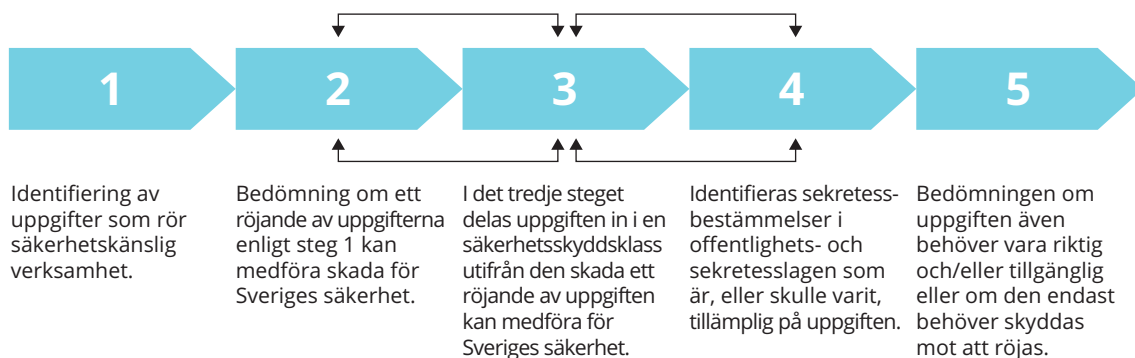 1
2
3
4
5
Identifiering av
uppgifter som rör
säkerhetskänslig
verksamhet.
Bedömning om ett
röjande av uppgifterna
enligt steg 1 kan
medföra skada för
Sveriges säkerhet.
I det tredje steget
delas uppgiften in i en
säkerhetsskyddsklass
utifrån den skada ett
röjande av uppgiften
kan medföra för
Sveriges säkerhet.
Identifieras sekretess-
bestämmelser i
offentlighets- och
sekretesslagen som
är, eller skulle varit,
tillämplig på uppgiften.
Bedömningen om
uppgiften även
behöver vara riktig
och/eller tillgänglig
eller om den endast
behöver skyddas
mot att röjas.